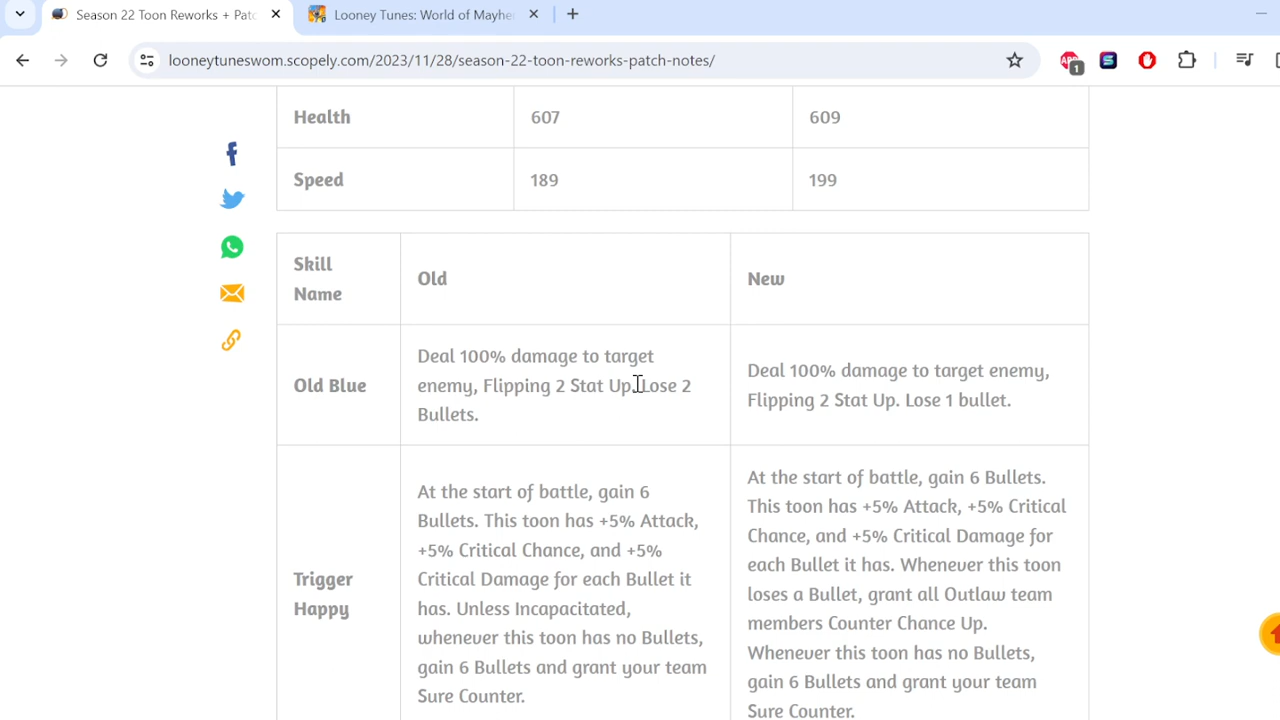 Season 22 Toon Reworks + Patc
Looney Tunes: World of Mayhe
looneytuneswom.scopely.com/2023/11/28/season-22-toon-reworks-patch-notes/
1
Health 607 609
Speed 189 199
Skill Name
Old
New
Old Blue
Deal 100% damage to target
enemy, Flipping 2 Stat Up. Lose 2
Bullets.
Deal 100% damage to target enemy,
Flipping 2 Stat Up. Lose 1 bullet.
Trigger
Happy
At the start of battle, gain 6
Bullets. This toon has +5% Attack,
+5% Critical Chance, and +5%
Critical Damage for each Bullet it
has. Unless Incapacitated,
whenever this toon has no Bullets,
gain 6 Bullets and grant your team
Sure Counter.
At the start of battle, gain 6 Bullets.
This toon has +5% Attack, +5% Critical
Chance, and +5% Critical Damage for
each Bullet it has. Whenever this toon
loses a Bullet, grant all Outlaw team
members Counter Chance Up.
Whenever this toon has no Bullets,
gain 6 Bullets and grant your team
Sure Counter.